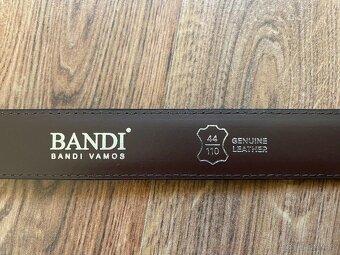 BANDI
BANDI VAMOS
44
110
GENUINE
LEATHER